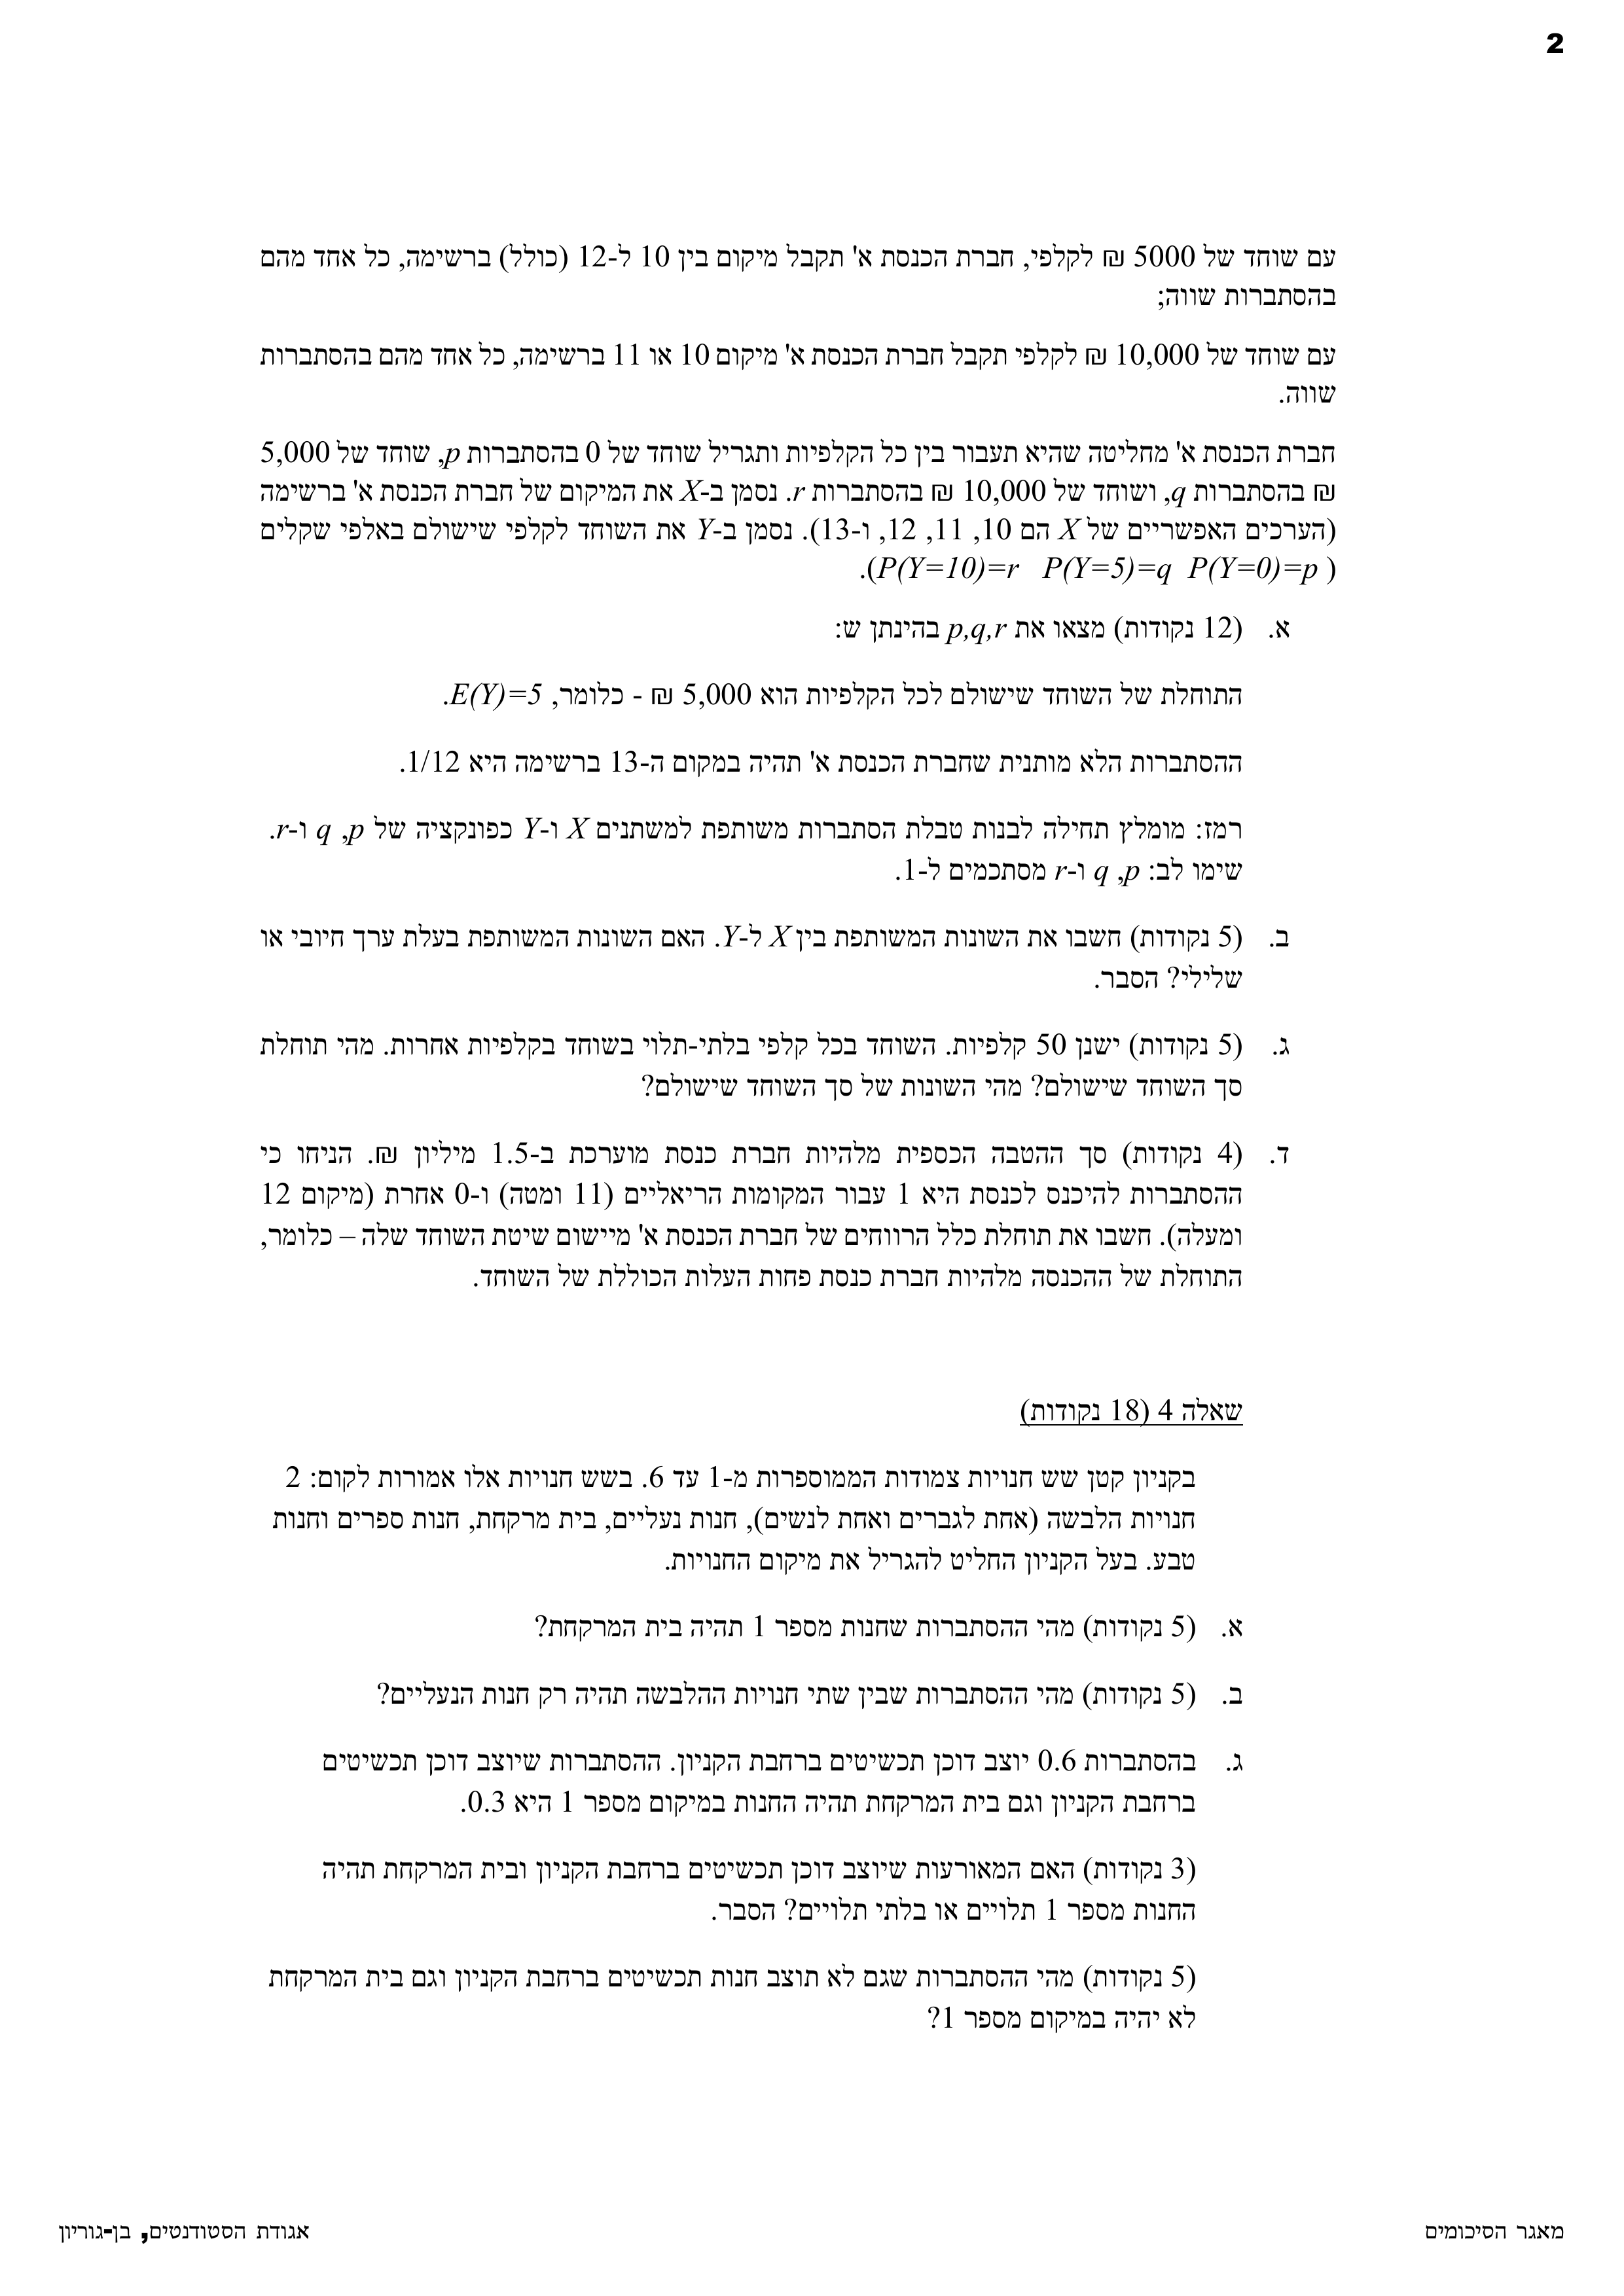 2
עם שוחד של 5000 ₪ לקלפי, חברת הכנסת א' תקבל מיקום בין 10 ל-12 (כולל) ברשימה, כל אחד מהם
בהסתברות שווה;
עם שוחד של 10,000 ₪ לקלפי תקבל חברת הכנסת א' מיקום 10 או 11 ברשימה, כל אחד מהם בהסתברות
שווה.
חברת הכנסת א' מחליטה שהיא תעבור בין כל הקלפיות ותגריל שוחד של 0 בהסתברות p, שוחד של 5,000
₪ בהסתברות q, ושוחד של 10,000 ₪ בהסתברות r. נסמן ב-X את המיקום של חברת הכנסת א' ברשימה
(הערכים האפשריים של X הם 10, 11, 12, ו-13). נסמן ב-Y את השוחד לקלפי שישולם באלפי שקלים
( P(Y=10)=r   P(Y=5)=q  P(Y=0)=p).
א. (12 נקודות) מצאו את p,q,r בהינתן ש:
התוחלת של השוחד שישולם לכל הקלפיות הוא 5,000 ₪ - כלומר, E(Y)=5.
ההסתברות הלא מותנית שחברת הכנסת א' תהיה במקום ה-13 ברשימה היא 1/12.
רמז: מומלץ תחילה לבנות טבלת הסתברות משותפת למשתנים X ו-Y כפונקציה של p, q ו-r.
שימו לב: p, q ו-r מסתכמים ל-1.
ב. (5 נקודות) חשבו את השונות המשותפת בין X ל-Y. האם השונות המשותפת בעלת ערך חיובי או
שלילי? הסבר.
ג. (5 נקודות) ישנן 50 קלפיות. השוחד בכל קלפי בלתי-תלוי בשוחד בקלפיות אחרות. מהי תוחלת
סך השוחד שישולם? מהי השונות של סך השוחד שישולם?
ד. (4 נקודות) סך ההטבה הכספית מלהיות חברת כנסת מוערכת ב-1.5 מיליון ₪. הניחו כי
ההסתברות להיכנס לכנסת היא 1 עבור המקומות הריאליים (11 ומטה) ו-0 אחרת (מיקום 12
ומעלה). חשבו את תוחלת כלל הרווחים של חברת הכנסת א' מיישום שיטת השוחד שלה – כלומר,
התוחלת של ההכנסה מלהיות חברת כנסת פחות העלות הכוללת של השוחד.
שאלה 4 (18 נקודות)
בקניון קטן שש חנויות צמודות הממוספרות מ-1 עד 6. בשש חנויות אלו אמורות לקום: 2
חנויות הלבשה (אחת לגברים ואחת לנשים), חנות נעליים, בית מרקחת, חנות ספרים וחנות
טבע. בעל הקניון החליט להגריל את מיקום החנויות.
א. (5 נקודות) מהי ההסתברות שחנות מספר 1 תהיה בית המרקחת?
ב. (5 נקודות) מהי ההסתברות שבין שתי חנויות ההלבשה תהיה רק חנות הנעליים?
ג. בהסתברות 0.6 יוצב דוכן תכשיטים ברחבת הקניון. ההסתברות שיוצב דוכן תכשיטים
ברחבת הקניון וגם בית המרקחת תהיה החנות במיקום מספר 1 היא 0.3.
(3 נקודות) האם המאורעות שיוצב דוכן תכשיטים ברחבת הקניון ובית המרקחת תהיה
החנות מספר 1 תלויים או בלתי תלויים? הסבר.
(5 נקודות) מהי ההסתברות שגם לא תוצב חנות תכשיטים ברחבת הקניון וגם בית המרקחת
לא יהיה במיקום מספר 1?
מאגר הסיכומים אגודת הסטודנטים, בן-גוריון